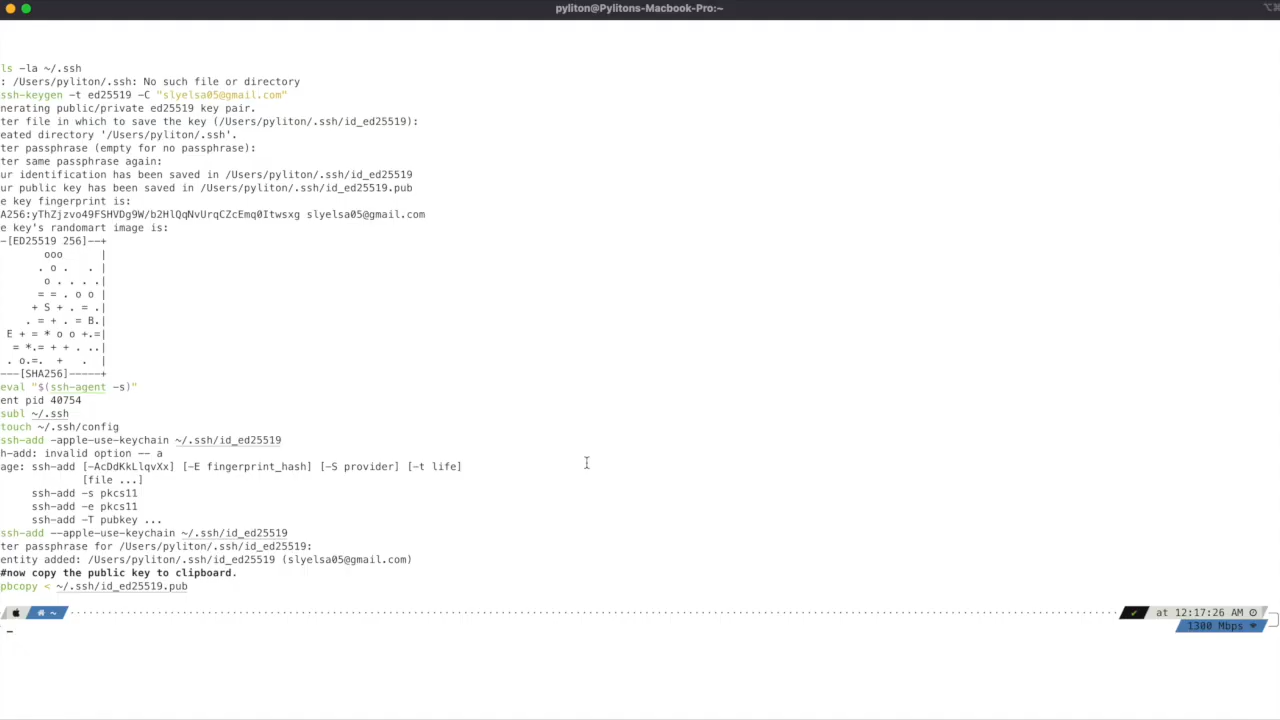 pyliton@Pylitons-Macbook-Pro:~
ls -la ~/.ssh
: /Users/pyliton/.ssh: No such file or directory
ssh-keygen -t ed25519 -C "slyelsa05@gmail.com"
nerating public/private ed25519 key pair.
ter file in which to save the key (/Users/pyliton/.ssh/id_ed25519):
eated directory '/Users/pyliton/.ssh'.
ter passphrase (empty for no passphrase):
ter same passphrase again:
ur identification has been saved in /Users/pyliton/.ssh/id_ed25519
ur public key has been saved in /Users/pyliton/.ssh/id_ed25519.pub
e key fingerprint is:
A256:yThZjzvo49FSHVDg9W/b2HlQqNvUrqCZcEmq0Itwsxg slyelsa05@gmail.com
e key's randomart image is:
-[ED25519 256]--+
ooo      |
. o .   . |
o . . . .|
= = . o o |
+ S + . = .|
. = + . = B.|
E + = * o o +.=|
= *.= + + . ..|
. o.=.  +   .  |
---[SHA256]-----+
eval "$(ssh-agent -s)"
ent pid 40754
subl ~/.ssh
touch ~/.ssh/config
ssh-add -apple-use-keychain ~/.ssh/id_ed25519
h-add: invalid option -- a
age: ssh-add [-AcDdKkLlqvXx] [-E fingerprint_hash] [-S provider] [-t life]
[file ...]
ssh-add -s pkcs11
ssh-add -e pkcs11
ssh-add -T pubkey ...
ssh-add --apple-use-keychain ~/.ssh/id_ed25519
ter passphrase for /Users/pyliton/.ssh/id_ed25519:
entity added: /Users/pyliton/.ssh/id_ed25519 (slyelsa05@gmail.com)
#now copy the public key to clipboard.
pbcopy < ~/.ssh/id_ed25519.pub
~ ✔ at 12:17:26 AM
1300 Mbps